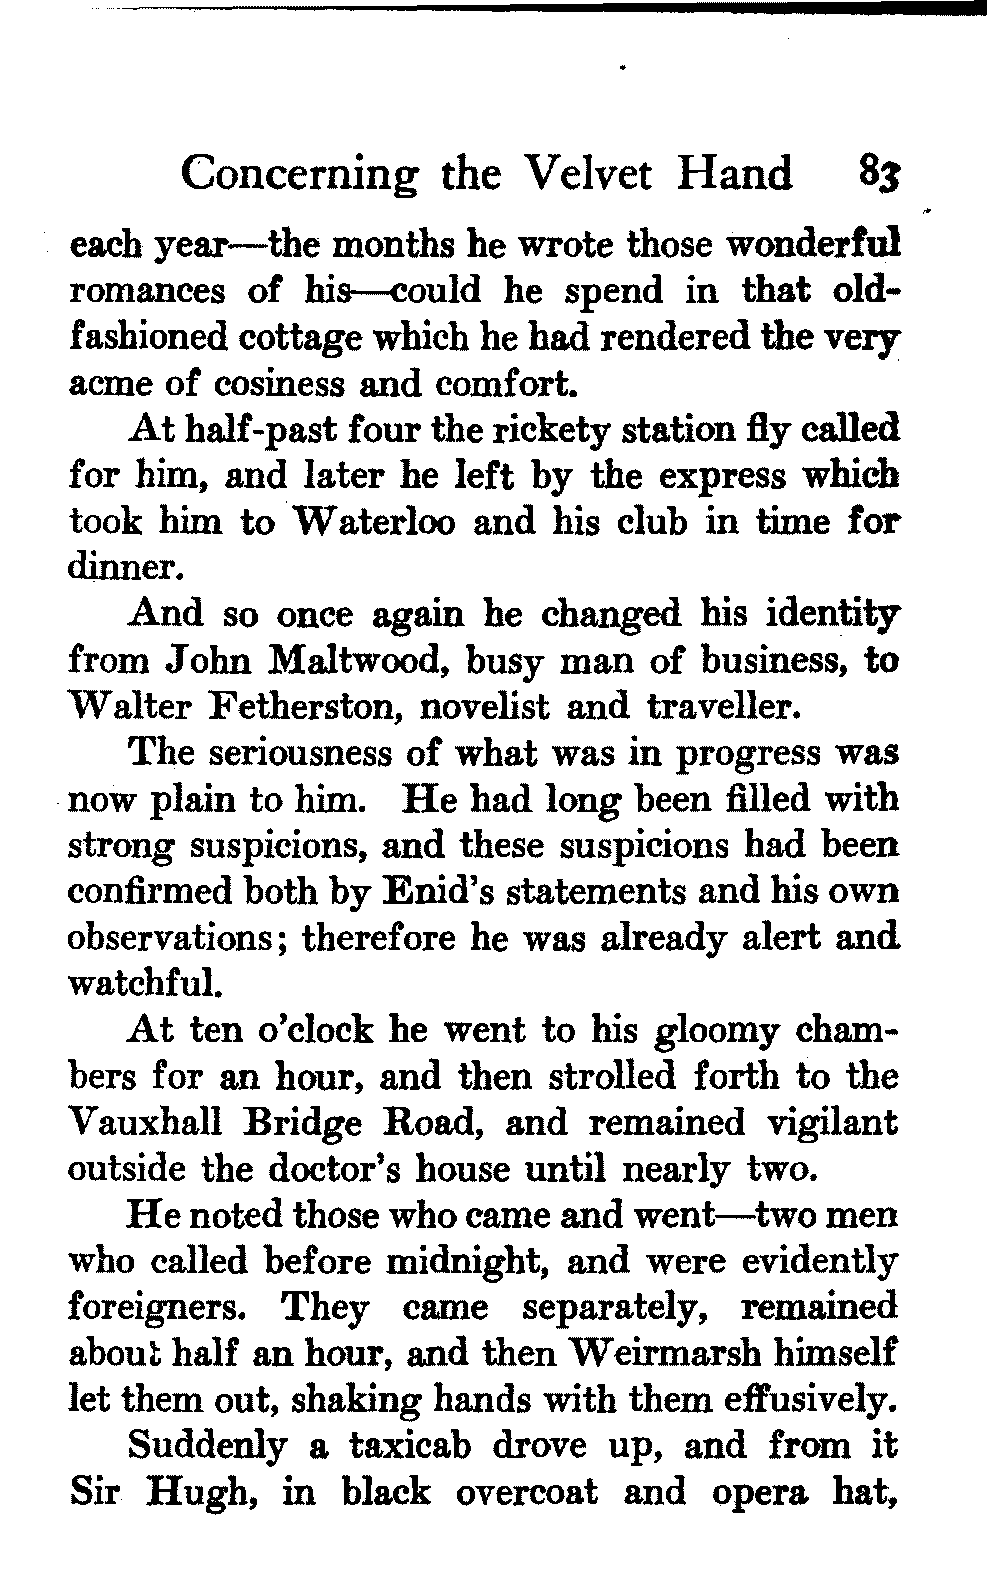 Concerning the Velvet Hand 83
each year—the months he wrote those wonderful
romances of his—could he spend in that old-
fashioned cottage which he had rendered the very
acme of cosiness and comfort.
At half-past four the rickety station fly called
for him, and later he left by the express which
took him to Waterloo and his club in time for
dinner.
And so once again he changed his identity
from John Maltwood, busy man of business, to
Walter Fetherston, novelist and traveller.
The seriousness of what was in progress was
now plain to him. He had long been filled with
strong suspicions, and these suspicions had been
confirmed both by Enid's statements and his own
observations; therefore he was already alert and
watchful.
At ten o'clock he went to his gloomy cham-
bers for an hour, and then strolled forth to the
Vauxhall Bridge Road, and remained vigilant
outside the doctor's house until nearly two.
He noted those who came and went—two men
who called before midnight, and were evidently
foreigners. They came separately, remained
about half an hour, and then Weirmarsh himself
let them out, shaking hands with them effusively.
Suddenly a taxicab drove up, and from it
Sir Hugh, in black overcoat and opera hat,